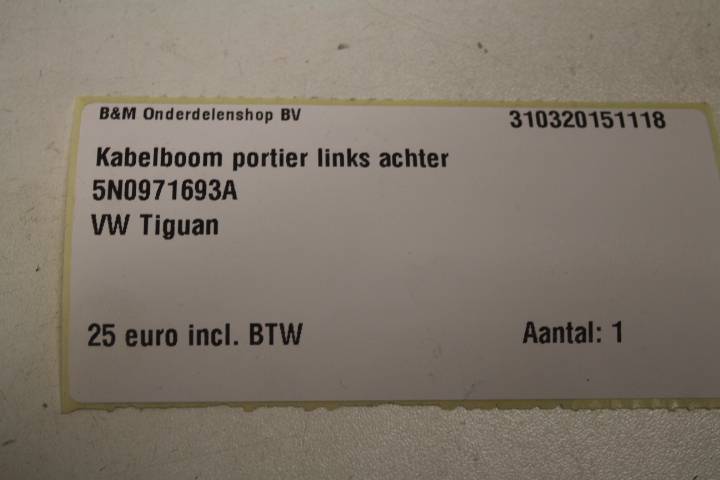 B&M Onderdelenshop BV 310320151118
Kabelboom portier links achter
5N0971693A
VW Tiguan
25 euro incl. BTW Aantal: 1